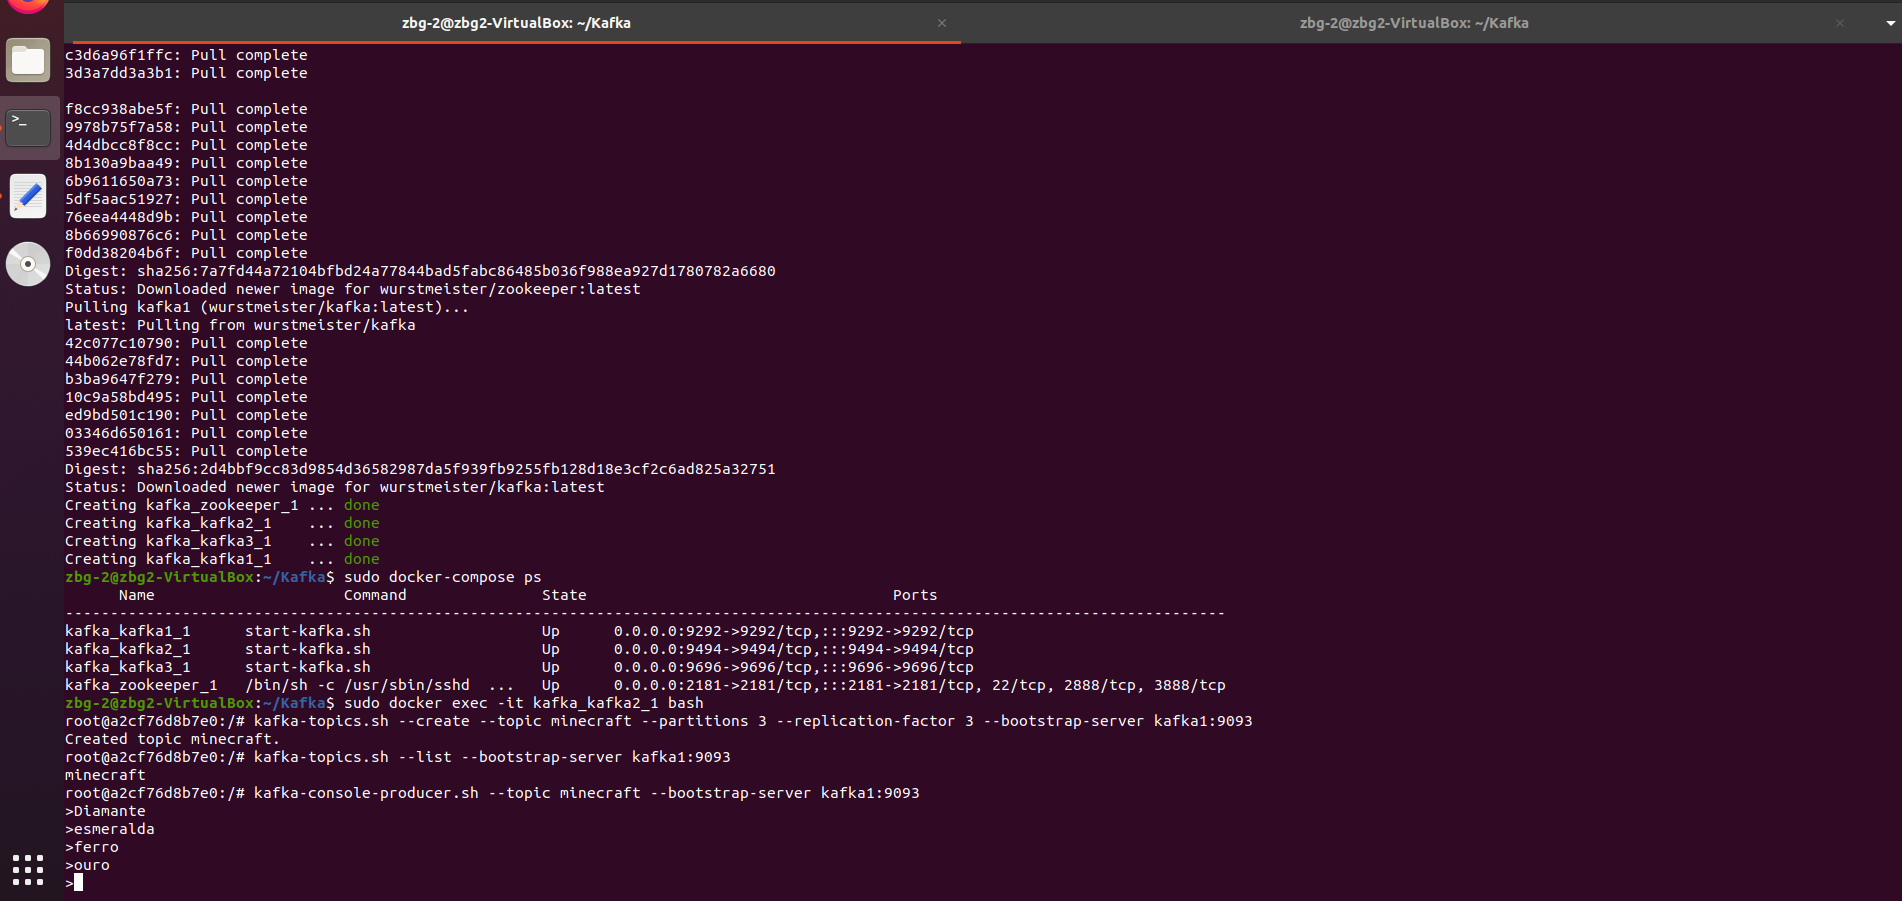 zbg-2@zbg2-VirtualBox: ~/Kafka
zbg-2@zbg2-VirtualBox: ~/Kafka
c3d6a96f1ffc: Pull complete
3d3a7dd3a3b1: Pull complete
f8cc938abe5f: Pull complete
9978b75f7a58: Pull complete
4d4dbcc8f8cc: Pull complete
8b130a9baa49: Pull complete
6b9611650a73: Pull complete
5df5aac51927: Pull complete
76eea4448d9b: Pull complete
8b66990876c6: Pull complete
f0dd38204b6f: Pull complete
Digest: sha256:7a7fd44a72104bfbd24a77844bad5fabc86485b036f988ea927d1780782a6680
Status: Downloaded newer image for wurstmeister/zookeeper:latest
Pulling kafka1 (wurstmeister/kafka:latest)...
latest: Pulling from wurstmeister/kafka
42c077c10790: Pull complete
44b062e78fd7: Pull complete
b3ba9647f279: Pull complete
10c9a58bd495: Pull complete
ed9bd501c190: Pull complete
03346d650161: Pull complete
539ec416bc55: Pull complete
Digest: sha256:2d4bbf9cc83d9854d36582987da5f939fb9255fb128d18e3cf2c6ad825a32751
Status: Downloaded newer image for wurstmeister/kafka:latest
Creating kafka_zookeeper_1 ... done
Creating kafka_kafka2_1    ... done
Creating kafka_kafka3_1    ... done
Creating kafka_kafka1_1    ... done
zbg-2@zbg2-VirtualBox:~/Kafka$ sudo docker-compose ps
Name Command State Ports
---------------------------------------------------------------------------------------------------------------------------------
kafka_kafka1_1 start-kafka.sh Up 0.0.0.0:9292->9292/tcp,:::9292->9292/tcp
kafka_kafka2_1 start-kafka.sh Up 0.0.0.0:9494->9494/tcp,:::9494->9494/tcp
kafka_kafka3_1 start-kafka.sh Up 0.0.0.0:9696->9696/tcp,:::9696->9696/tcp
kafka_zookeeper_1 /bin/sh -c /usr/sbin/sshd ... Up 0.0.0.0:2181->2181/tcp,:::2181->2181/tcp, 22/tcp, 2888/tcp, 3888/tcp
zbg-2@zbg2-VirtualBox:~/Kafka$ sudo docker exec -it kafka_kafka2_1 bash
root@a2cf76d8b7e0:/# kafka-topics.sh --create --topic minecraft --partitions 3 --replication-factor 3 --bootstrap-server kafka1:9093
Created topic minecraft.
root@a2cf76d8b7e0:/# kafka-topics.sh --list --bootstrap-server kafka1:9093
minecraft
root@a2cf76d8b7e0:/# kafka-console-producer.sh --topic minecraft --bootstrap-server kafka1:9093
>Diamante
>esmeralda
>ferro
>ouro
>